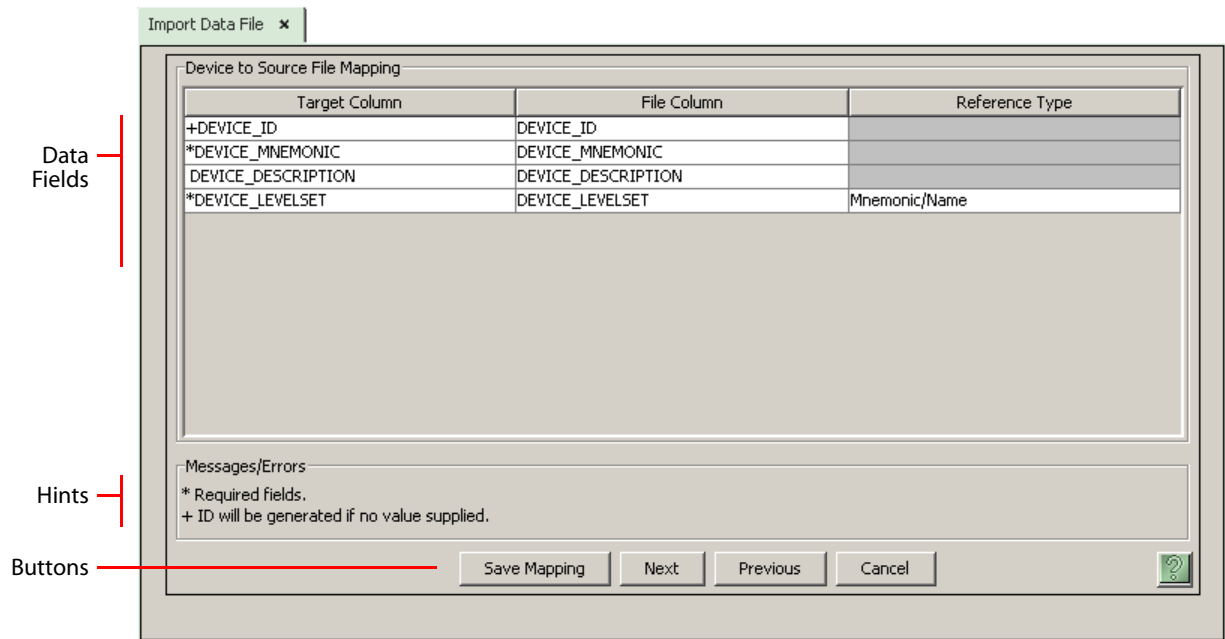 Import Data File ×
Device to Source File Mapping
Target Column File Column Reference Type
+DEVICE_ID DEVICE_ID
*DEVICE_MNEMONIC DEVICE_MNEMONIC
DEVICE_DESCRIPTION DEVICE_DESCRIPTION
*DEVICE_LEVELSET DEVICE_LEVELSET Mnemonic/Name
Data
Fields
Messages/Errors
* Required fields.
+ ID will be generated if no value supplied.
Hints
Buttons
Save Mapping Next Previous Cancel ?